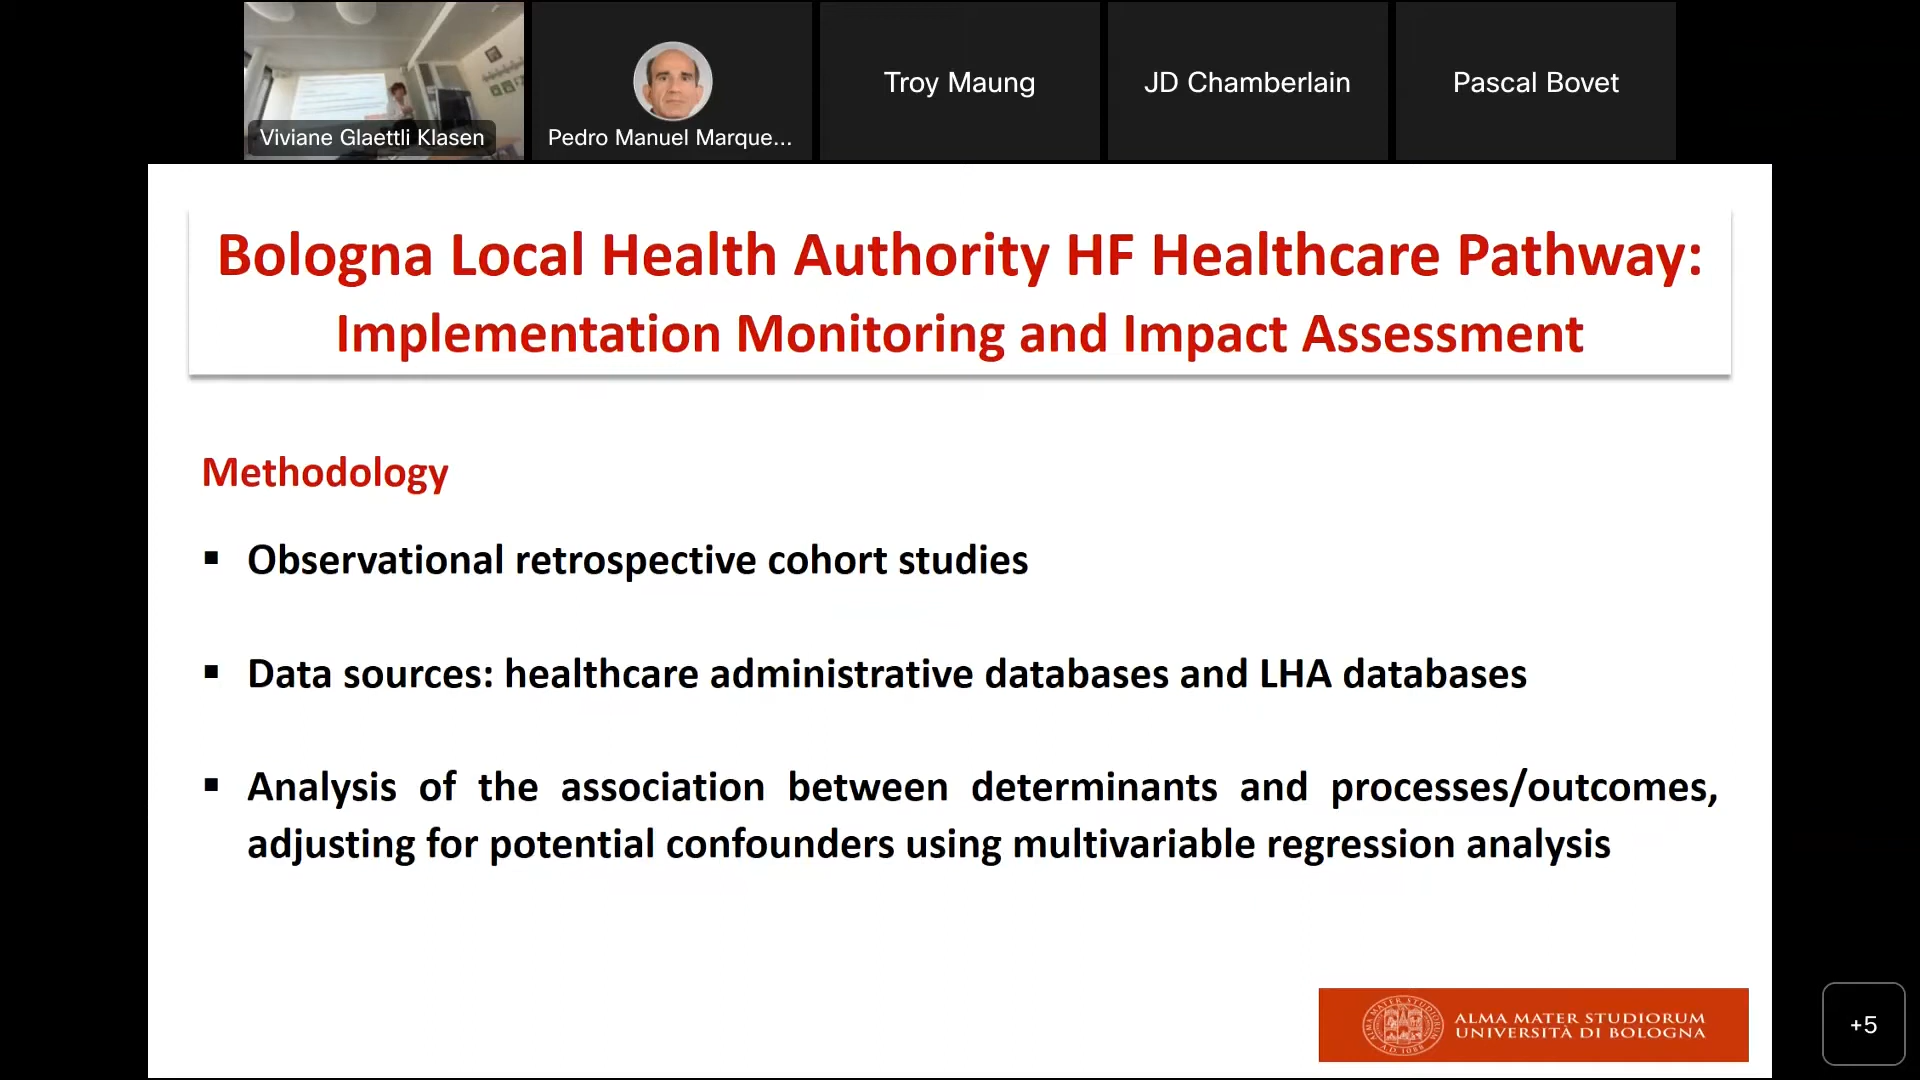 Viviane Glaettli Klasen
Pedro Manuel Marque...
Troy Maung
JD Chamberlain
Pascal Bovet
Bologna Local Health Authority HF Healthcare Pathway:
Implementation Monitoring and Impact Assessment
Methodology
▪ Observational retrospective cohort studies
▪ Data sources: healthcare administrative databases and LHA databases
▪ Analysis of the association between determinants and processes/outcomes,
adjusting for potential confounders using multivariable regression analysis
ALMA MATER STUDIORUM
UNIVERSITÀ DI BOLOGNA
+5